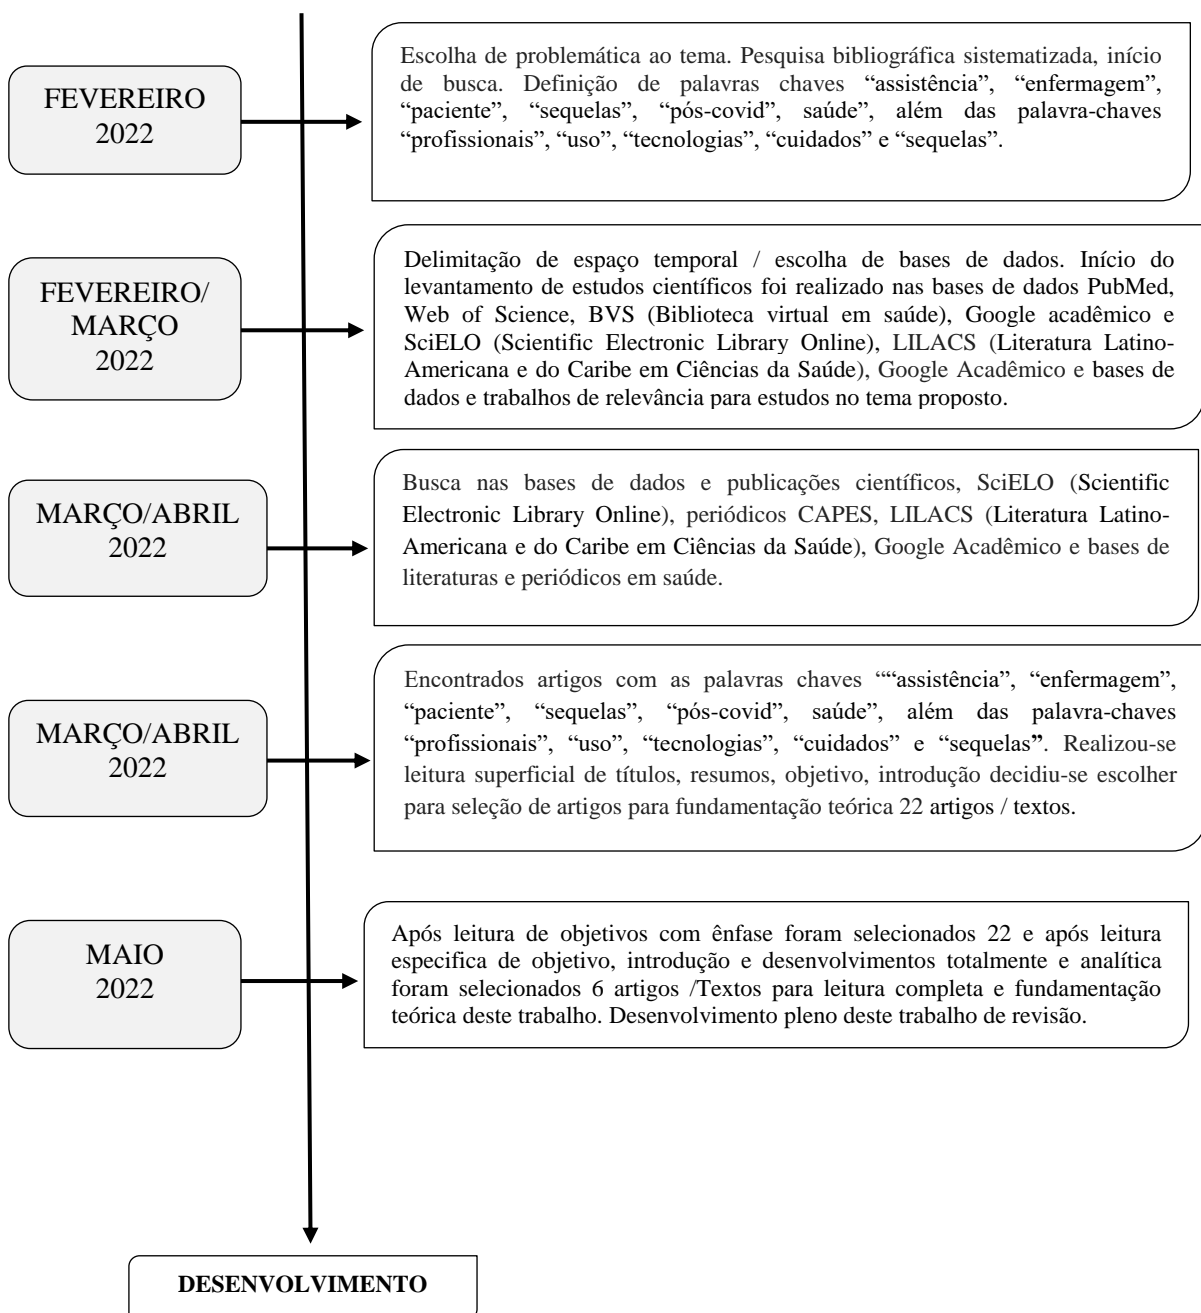 FEVEREIRO
2022
Escolha de problemática ao tema. Pesquisa bibliográfica sistematizada, início
de busca. Definição de palavras chaves “assistência”, “enfermagem”,
“paciente”, “sequelas”, “pós-covid”, saúde”, além das palavra-chaves
“profissionais”, “uso”, “tecnologias”, “cuidados” e “sequelas”.
FEVEREIRO/
MARÇO
2022
Delimitação de espaço temporal / escolha de bases de dados. Início do
levantamento de estudos científicos foi realizado nas bases de dados PubMed,
Web of Science, BVS (Biblioteca virtual em saúde), Google acadêmico e
SciELO (Scientific Electronic Library Online), LILACS (Literatura Latino-
Americana e do Caribe em Ciências da Saúde), Google Acadêmico e bases de
dados e trabalhos de relevância para estudos no tema proposto.
MARÇO/ABRIL
2022
Busca nas bases de dados e publicações científicas, SciELO (Scientific
Electronic Library Online), periódicos CAPES, LILACS (Literatura Latino-
Americana e do Caribe em Ciências da Saúde), Google Acadêmico e bases de
literaturas e periódicos em saúde.
MARÇO/ABRIL
2022
Encontrados artigos com as palavras chaves ““assistência”, “enfermagem”,
“paciente”, “sequelas”, “pós-covid”, saúde”, além das palavra-chaves
“profissionais”, “uso”, “tecnologias”, “cuidados” e “sequelas”. Realizou-se
leitura superficial de títulos, resumos, objetivo, introdução decidiu-se escolher
para seleção de artigos para fundamentação teórica 22 artigos / textos.
MAIO
2022
Após leitura de objetivos com ênfase foram selecionados 22 e após leitura
especifica de objetivo, introdução e desenvolvimentos totalmente e analítica
foram selecionados 6 artigos /Textos para leitura completa e fundamentação
teórica deste trabalho. Desenvolvimento pleno deste trabalho de revisão.
DESENVOLVIMENTO